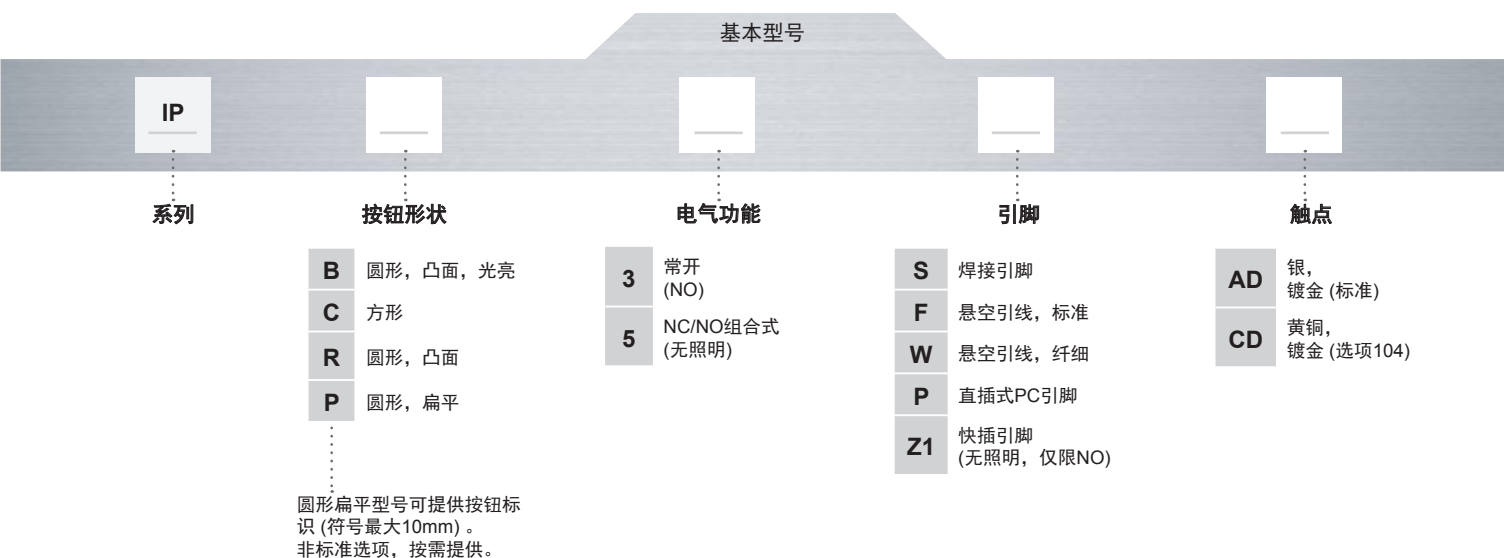 基本型号
IP
系列
按钮形状
电气功能
引脚
触点
B 圆形，凸面，光亮
C 方形
R 圆形，凸面
P 圆形，扁平
圆形扁平型号可提供按钮标
识 (符号最大10mm) 。
非标准选项，按需提供。
3 常开
(NO)
5 NC/NO组合式
(无照明)
S 焊接引脚
F 悬空引线，标准
W 悬空引线，纤细
P 直插式PC引脚
Z1 快插引脚
(无照明，仅限NO)
AD 银，
镀金 (标准)
CD 黄铜，
镀金 (选项104)